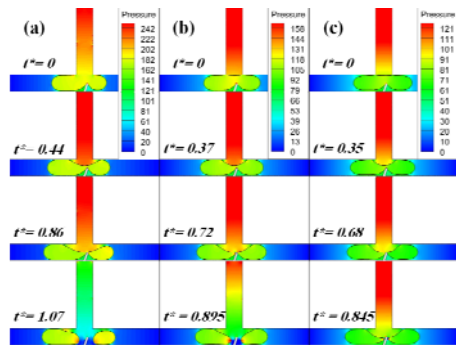 (a)
Pressure
242
222
202
182
161
141
121
101
81
61
40
20
0
t*= 0
t*= 0.44
t*= 0.86
t*= 1.07
(b)
Pressure
158
144
131
118
105
92
79
66
53
39
26
13
0
t*= 0
t*= 0.37
t*= 0.72
t*= 0.895
(c)
Pressure
121
111
101
91
81
71
61
50
40
30
20
10
0
t*= 0
t*= 0.35
t*= 0.68
t*= 0.845